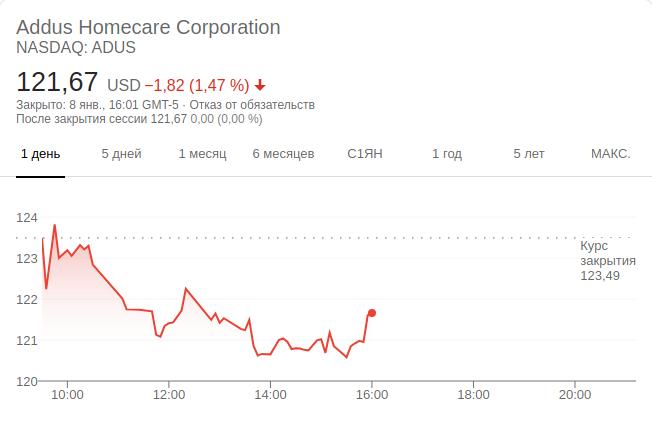 Addus Homecare Corporation
NASDAQ: ADUS
121,67 USD −1,82 (1,47 %)
Закрыто: 8 янв., 16:01 GMT-5 · Отказ от обязательств
После закрытия сессии 121,67 0,00 (0,00 %)
1 день 5 дней 1 месяц 6 месяцев С1ЯН 1 год 5 лет МАКС.
124
Курс
закрытия
123,49
123
122
121
120
10:00 12:00 14:00 16:00 18:00 20:00